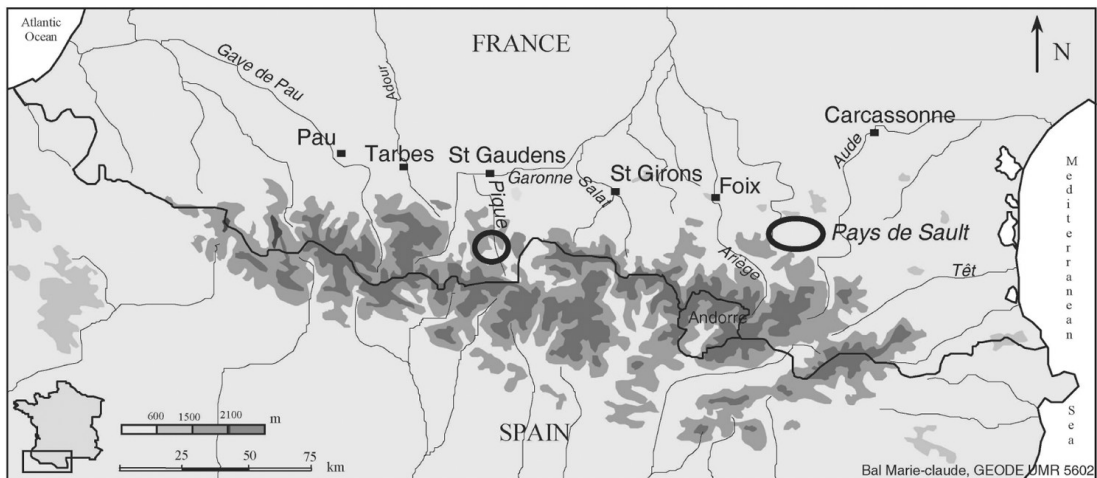 Atlantic
Ocean
FRANCE
N
Gave de Pau
Adour
Carcassonne
Pau
Tarbes
St Gaudens
Garonne
Pique
Salat
St Girons
Foix
Aude
Mediterranean
Pays de Sault
Ariège
Têt
Andorre
600 1500 2100 m
25 50 75
km
SPAIN
Sea
Bal Marie-claude, GEODE UMR 5602